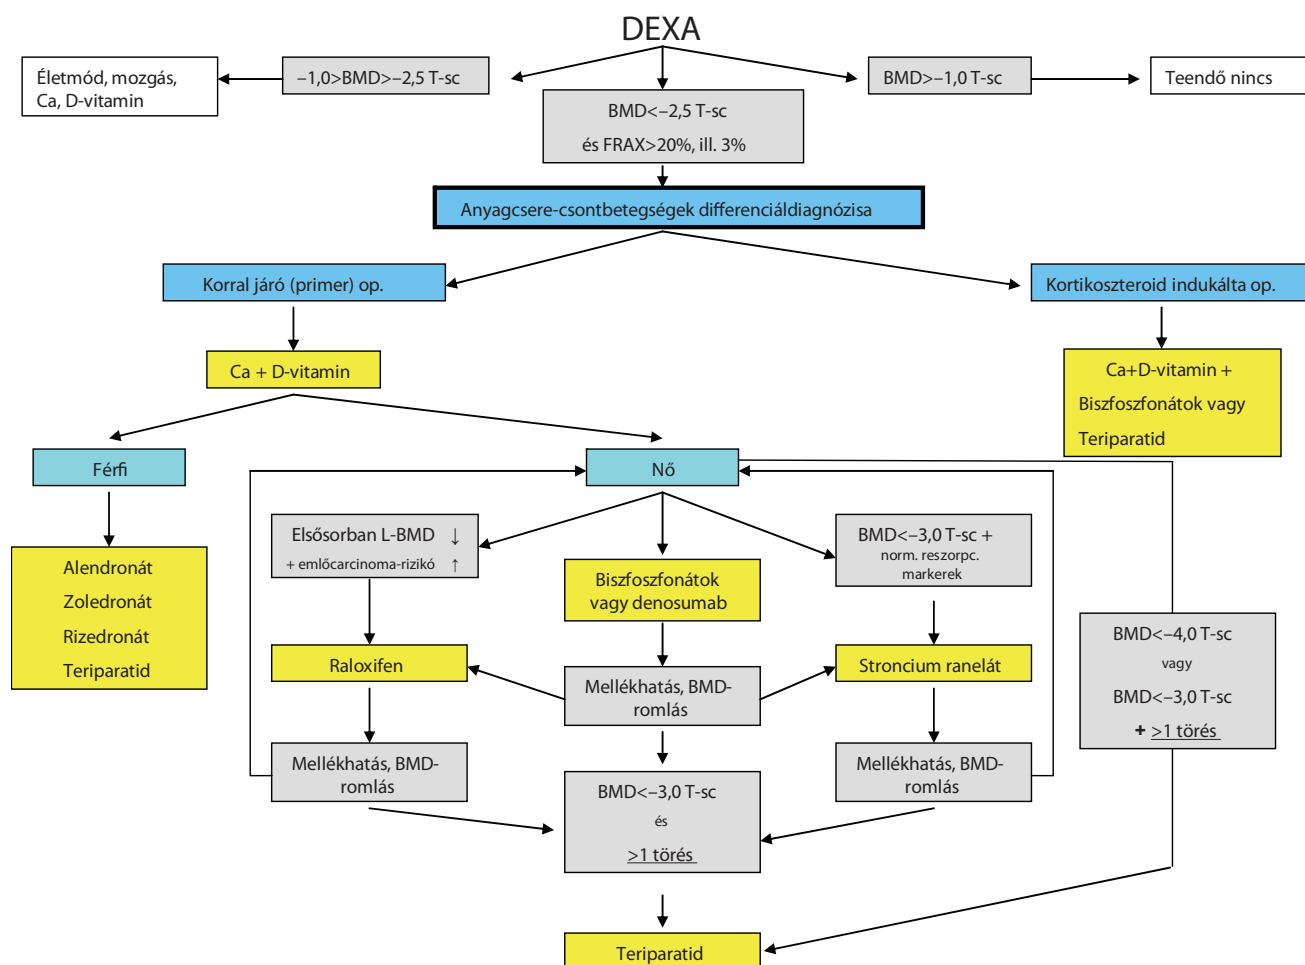 DEXA
Életmód, mozgás,
Ca, D-vitamin
–1,0>BMD>–2,5 T-sc
BMD>–1,0 T-sc
Teendő nincs
BMD<–2,5 T-sc
és FRAX>20%, ill. 3%
Anyagcsere-csontbetegségek differenciáldiagnózisa
Korral járó (primer) op.
Kortikoszteroid indukálta op.
Ca + D-vitamin
Ca+D-vitamin +
Biszfoszfonátok vagy
Teriparatid
Férfi
Nő
Alendronát
Zoledronát
Rizedronát
Teriparatid
Elsősorban L-BMD ↓
+ emlőcarcinoma-rizikó ↑
Biszfoszfonátok
vagy denosumab
BMD<–3,0 T-sc +
norm. reszorpc.
markerek
Raloxifen
Mellékhatás, BMD-
romlás
Stroncium ranelát
BMD<–4,0 T-sc
vagy
BMD<–3,0 T-sc
+ >1 törés
Mellékhatás, BMD-
romlás
BMD<–3,0 T-sc
és
>1 törés
Mellékhatás, BMD-
romlás
Teriparatid